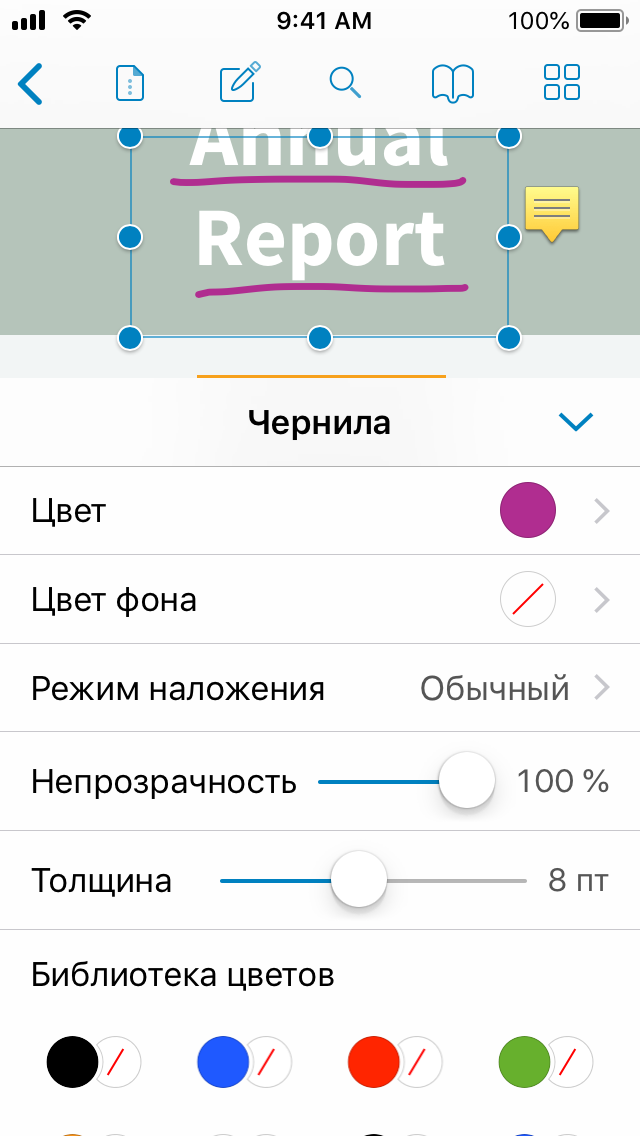 9:41 AM
100%
Annual
Report
Чернила
Цвет
Цвет фона
Режим наложения Обычный
Непрозрачность 100 %
Толщина 8 пт
Библиотека цветов